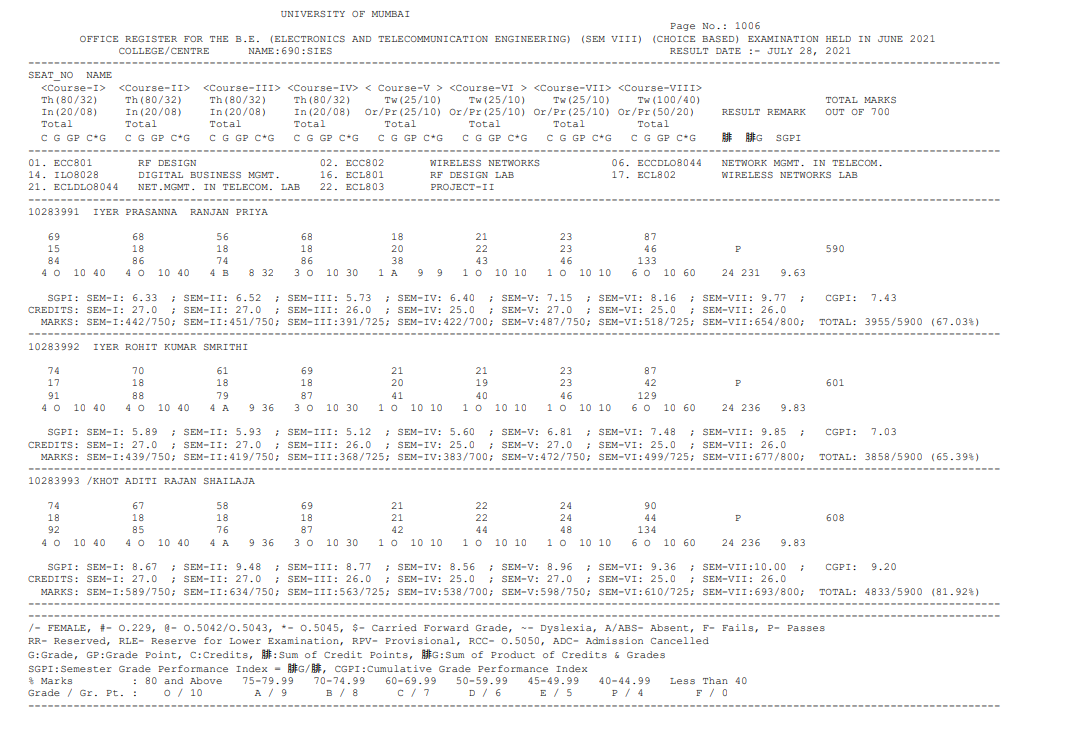 UNIVERSITY OF MUMBAI
Page No.: 1006
OFFICE REGISTER FOR THE B.E. (ELECTRONICS AND TELECOMMUNICATION ENGINEERING) (SEM VIII) (CHOICE BASED) EXAMINATION HELD IN JUNE 2021
COLLEGE/CENTRE NAME:690:SIES RESULT DATE :- JULY 28, 2021
SEAT_NO NAME
<Course-I> <Course-II> <Course-III> <Course-IV> < Course-V > <Course-VI > <Course-VII> <Course-VIII>
Th(80/32) Th(80/32) Th(80/32) Th(80/32) Tw(25/10) Tw(25/10) Tw(25/10) Tw(100/40) TOTAL MARKS
In(20/08) In(20/08) In(20/08) In(20/08) Or/Pr(25/10) Or/Pr(25/10) Or/Pr(25/10) Or/Pr(50/20) RESULT REMARK OUT OF 700
Total Total Total Total Total Total Total Total
C G GP C*G C G GP C*G C G GP C*G C G GP C*G C G GP C*G C G GP C*G C G GP C*G C G GP C*G 腓 腓G SGPI
01. ECC801 RF DESIGN 02. ECC802 WIRELESS NETWORKS 06. ECCDLO8044 NETWORK MGMT. IN TELECOM.
14. ILO8028 DIGITAL BUSINESS MGMT. 16. ECL801 RF DESIGN LAB 17. ECL802 WIRELESS NETWORKS LAB
21. ECLDLO8044 NET.MGMT. IN TELECOM. LAB 22. ECL803 PROJECT-II
10283991 IYER PRASANNA RANJAN PRIYA
69 68 56 68 18 21 23 87
15 18 18 18 20 22 23 46 P 590
84 86 74 86 38 43 46 133
4 O 10 40 4 O 10 40 4 B 8 32 3 O 10 30 1 A 9 9 1 O 10 10 1 O 10 10 6 O 10 60 24 231 9.63
SGPI: SEM-I: 6.33 ; SEM-II: 6.52 ; SEM-III: 5.73 ; SEM-IV: 6.40 ; SEM-V: 7.15 ; SEM-VI: 8.16 ; SEM-VII: 9.77 ; CGPI: 7.43
CREDITS: SEM-I: 27.0 ; SEM-II: 27.0 ; SEM-III: 26.0 ; SEM-IV: 25.0 ; SEM-V: 27.0 ; SEM-VI: 25.0 ; SEM-VII: 26.0
MARKS: SEM-I:442/750; SEM-II:451/750; SEM-III:391/725; SEM-IV:422/700; SEM-V:487/750; SEM-VI:518/725; SEM-VII:654/800; TOTAL: 3955/5900 (67.03%)
10283992 IYER ROHIT KUMAR SMRITHI
74 70 61 69 21 21 23 87
17 18 18 18 20 19 23 42 P 601
91 88 79 87 41 40 46 129
4 O 10 40 4 O 10 40 4 A 9 36 3 O 10 30 1 O 10 10 1 O 10 10 1 O 10 10 6 O 10 60 24 236 9.83
SGPI: SEM-I: 5.89 ; SEM-II: 5.93 ; SEM-III: 5.12 ; SEM-IV: 5.60 ; SEM-V: 6.81 ; SEM-VI: 7.48 ; SEM-VII: 9.85 ; CGPI: 7.03
CREDITS: SEM-I: 27.0 ; SEM-II: 27.0 ; SEM-III: 26.0 ; SEM-IV: 25.0 ; SEM-V: 27.0 ; SEM-VI: 25.0 ; SEM-VII: 26.0
MARKS: SEM-I:439/750; SEM-II:419/750; SEM-III:368/725; SEM-IV:383/700; SEM-V:472/750; SEM-VI:499/725; SEM-VII:677/800; TOTAL: 3858/5900 (65.39%)
10283993 /KHOT ADITI RAJAN SHAILAJA
74 67 58 69 21 22 24 90
18 18 18 18 21 22 24 44 P 608
92 85 76 87 42 44 48 134
4 O 10 40 4 O 10 40 4 A 9 36 3 O 10 30 1 O 10 10 1 O 10 10 1 O 10 10 6 O 10 60 24 236 9.83
SGPI: SEM-I: 8.67 ; SEM-II: 9.48 ; SEM-III: 8.77 ; SEM-IV: 8.56 ; SEM-V: 8.96 ; SEM-VI: 9.36 ; SEM-VII:10.00 ; CGPI: 9.20
CREDITS: SEM-I: 27.0 ; SEM-II: 27.0 ; SEM-III: 26.0 ; SEM-IV: 25.0 ; SEM-V: 27.0 ; SEM-VI: 25.0 ; SEM-VII: 26.0
MARKS: SEM-I:589/750; SEM-II:634/750; SEM-III:563/725; SEM-IV:538/700; SEM-V:598/750; SEM-VI:610/725; SEM-VII:693/800; TOTAL: 4833/5900 (81.92%)
/- FEMALE, #- O.229, @- O.5042/O.5043, *- O.5045, $- Carried Forward Grade, ~- Dyslexia, A/ABS- Absent, F- Fails, P- Passes
RR- Reserved, RLE- Reserve for Lower Examination, RPV- Provisional, RCC- O.5050, ADC- Admission Cancelled
G:Grade, GP:Grade Point, C:Credits, 腓:Sum of Credit Points, 腓G:Sum of Product of Credits & Grades
SGPI:Semester Grade Performance Index = 腓G/腓, CGPI:Cumulative Grade Performance Index
% Marks : 80 and Above 75-79.99 70-74.99 60-69.99 50-59.99 45-49.99 40-44.99 Less Than 40
Grade / Gr. Pt. : O / 10 A / 9 B / 8 C / 7 D / 6 E / 5 P / 4 F / 0